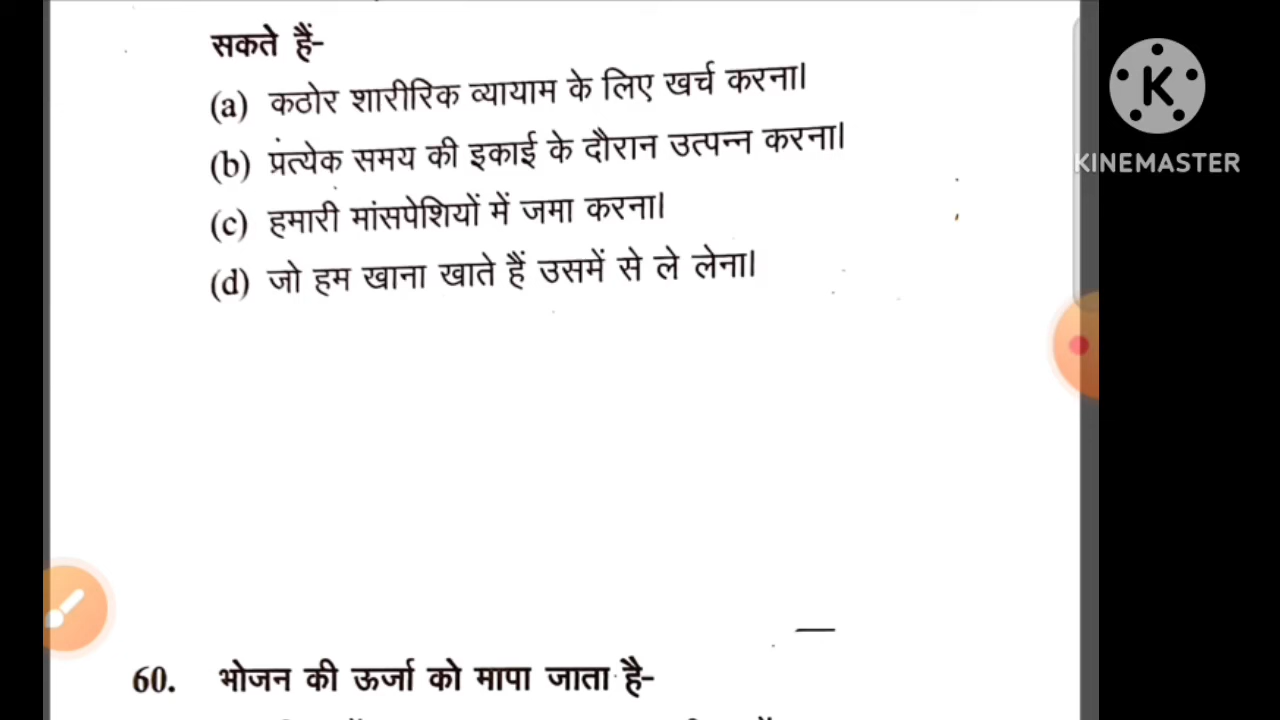 सकते हैं-
(a) कठोर शारीरिक व्यायाम के लिए खर्च करना।
(b) प्रत्येक समय की इकाई के दौरान उत्पन्न करना।
(c) हमारी मांसपेशियों में जमा करना।
(d) जो हम खाना खाते हैं उसमें से ले लेना।
60. भोजन की ऊर्जा को मापा जाता है-
KINEMASTER